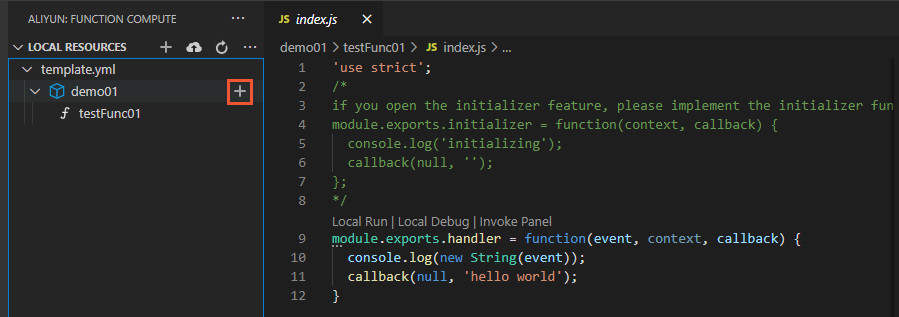 ALIYUN: FUNCTION COMPUTE
LOCAL RESOURCES
template.yml
demo01
testFunc01
JS index.js
demo01 > testFunc01 > JS index.js > ...
1 'use strict';
2 /*
3 if you open the initializer feature, please implement the initializer fun
4 module.exports.initializer = function(context, callback) {
5 console.log('initializing');
6 callback(null, '');
7 };
8 */
Local Run | Local Debug | Invoke Panel
9 module.exports.handler = function(event, context, callback) {
10 console.log(new String(event));
11 callback(null, 'hello world');
12 }